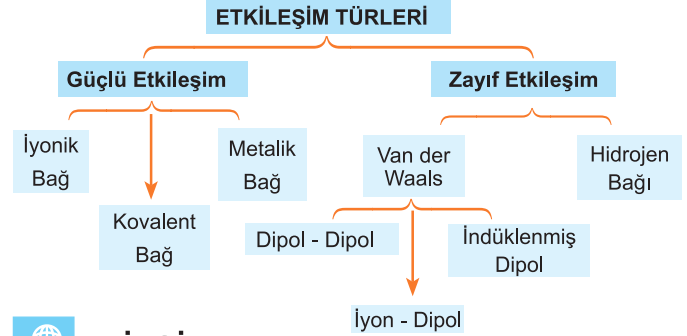 ETKİLEŞİM TÜRLERİ
Güçlü Etkileşim
Zayıf Etkileşim
İyonik
Bağ
Kovalent
Bağ
Metalik
Bağ
Van der
Waals
Hidrojen
Bağı
Dipol - Dipol
İyon - Dipol
İndüklenmiş
Dipol